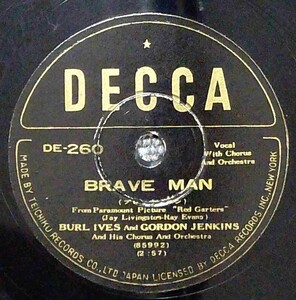 DECCA
DE-260
Vocal
With Chorus
And Orchestra
BRAVE MAN
From Paramount Picture "Red Garters"
(Jay Livingston-Ray Evans)
BURL IVES AND GORDON JENKINS
And His Chorus And Orchestra
(85992)
(2:57)
MADE BY TEICHIKU RECORDS CO., LTD JAPAN LICENSED BY DECCA RECORDS INC., NEW YORK